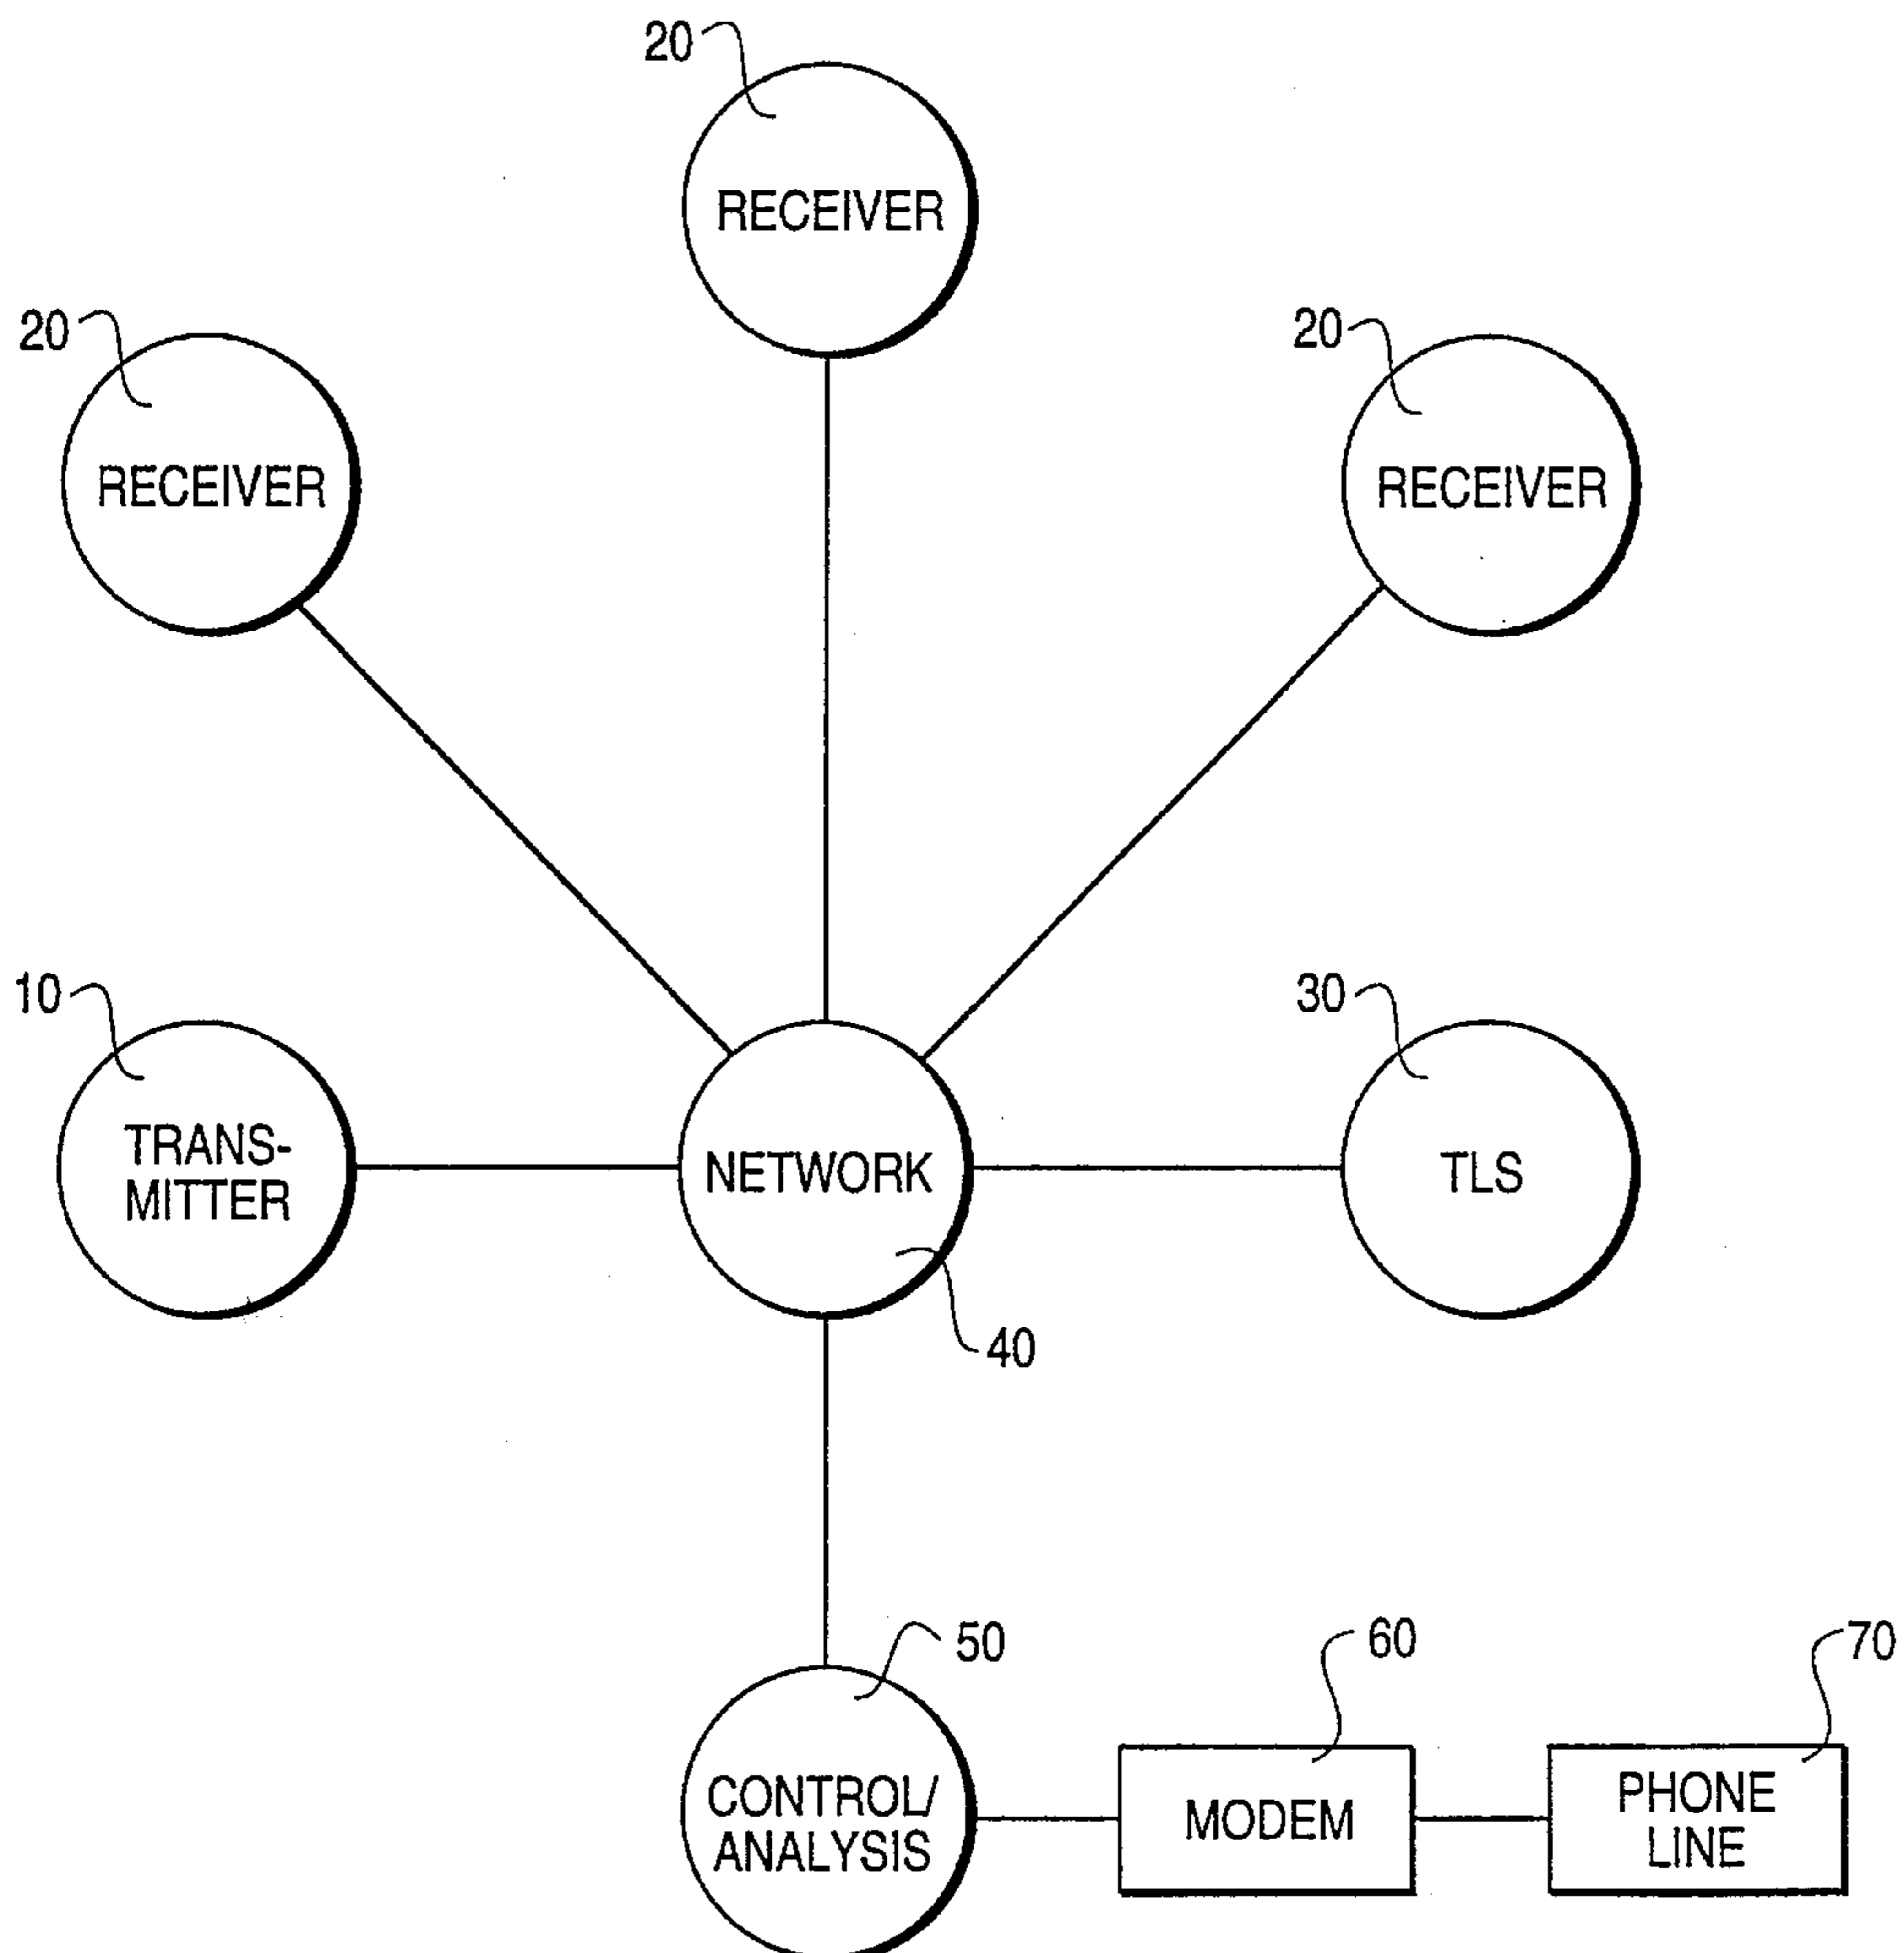 20
RECEIVER
20
RECEIVER
20
RECEIVER
10
TRANS-
MITTER
NETWORK
40
30
TLS
50
CONTROL/
ANALYSIS
60
MODEM
70
PHONE
LINE